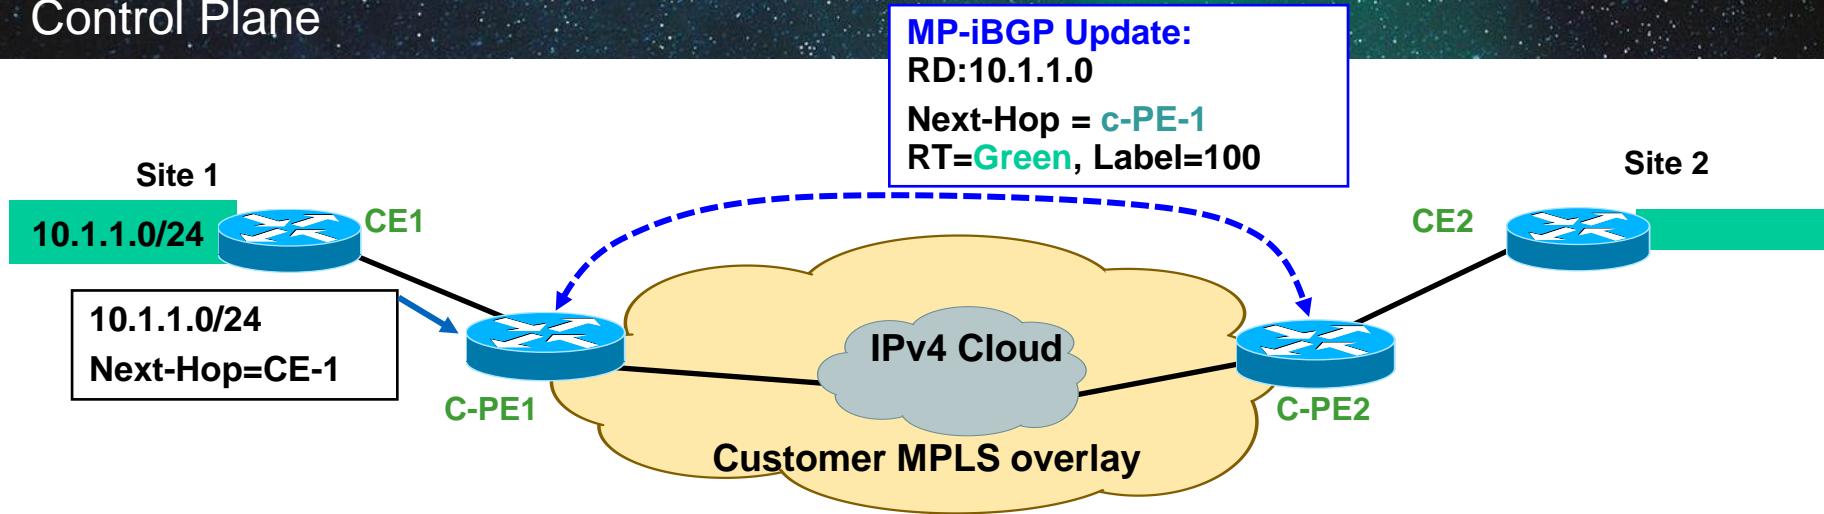 Control Plane
MP-iBGP Update:
RD:10.1.1.0
Next-Hop = c-PE-1
RT=Green, Label=100
Site 1
Site 2
10.1.1.0/24
CE1
CE2
10.1.1.0/24
Next-Hop=CE-1
IPv4 Cloud
C-PE1
C-PE2
Customer MPLS overlay